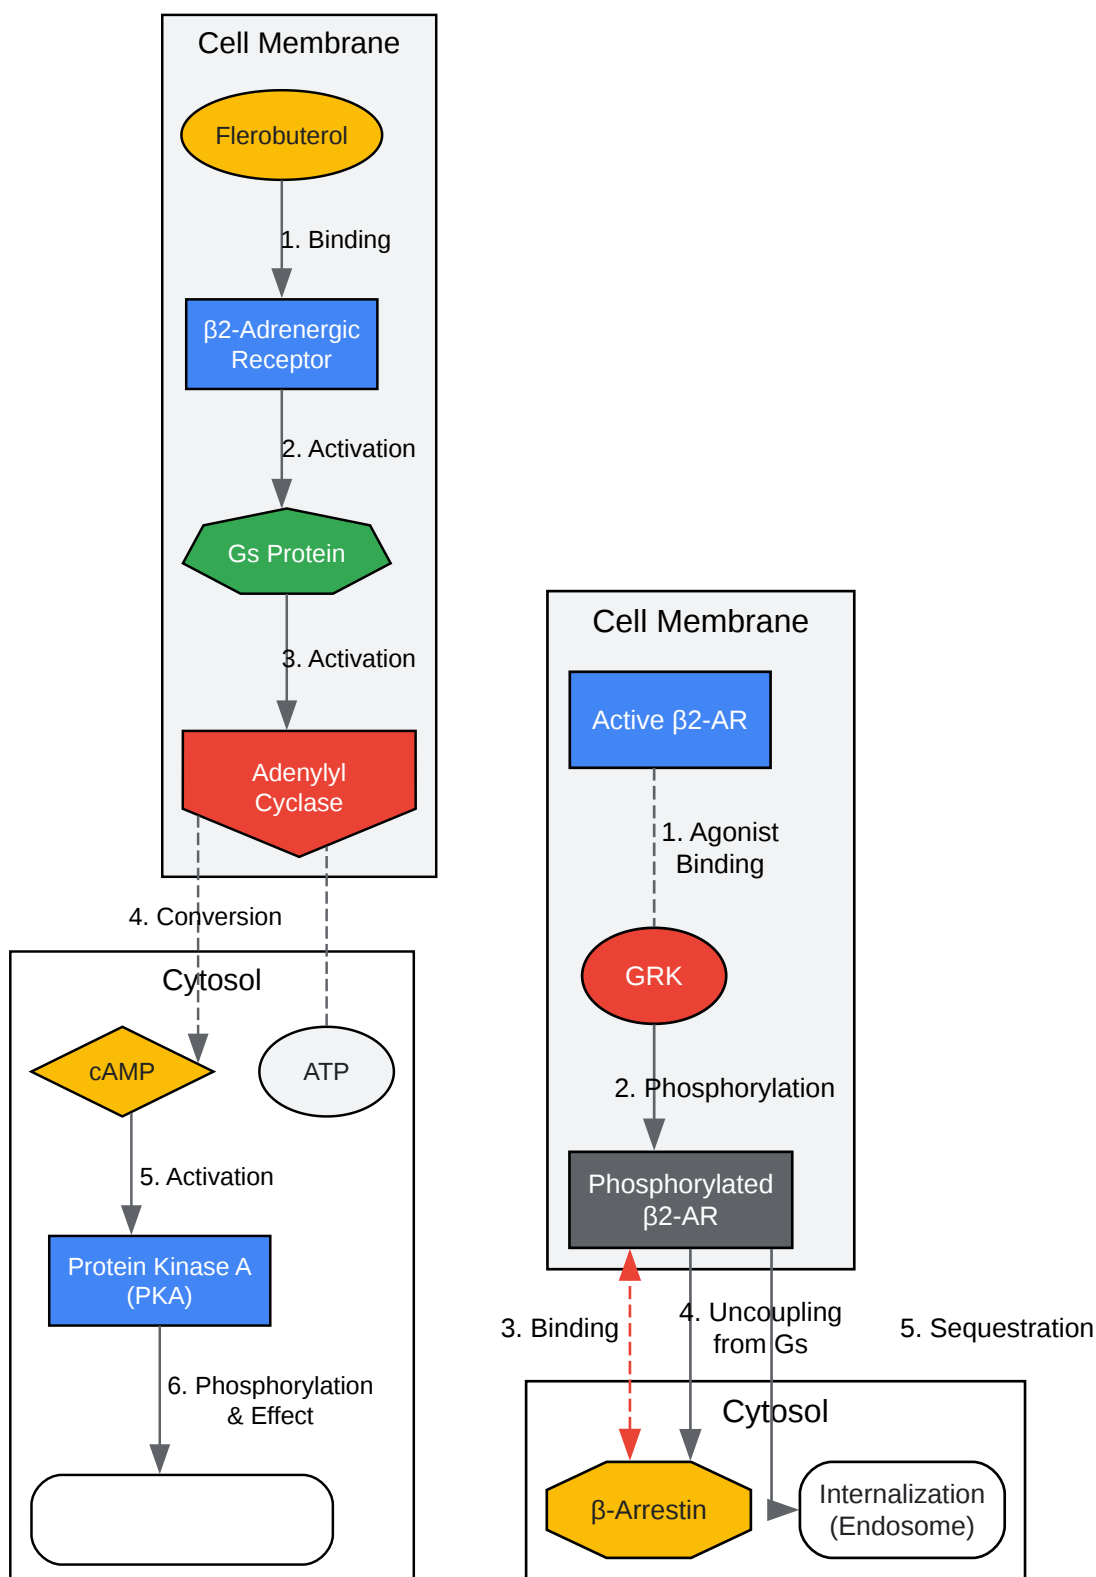 Cell Membrane
Flerobuterol
1. Binding
β2-Adrenergic
Receptor
2. Activation
Gs Protein
3. Activation
Adenylyl
Cyclase
4. Conversion
Cytosol
cAMP
ATP
5. Activation
Protein Kinase A
(PKA)
6. Phosphorylation
& Effect
Cell Membrane
Active β2-AR
1. Agonist
Binding
GRK
2. Phosphorylation
Phosphorylated
β2-AR
3. Binding
4. Uncoupling
from Gs
5. Sequestration
Cytosol
β-Arrestin
Internalization
(Endosome)